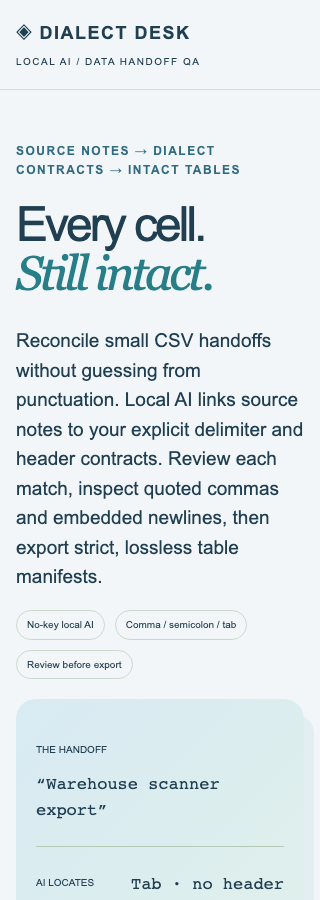 ◈ DIALECT DESK
LOCAL AI / DATA HANDOFF QA
SOURCE NOTES → DIALECT
CONTRACTS → INTACT TABLES
Every cell.
Still intact.
Reconcile small CSV handoffs
without guessing from
punctuation. Local AI links source
notes to your explicit delimiter and
header contracts. Review each
match, inspect quoted commas
and embedded newlines, then
export strict, lossless table
manifests.
No-key local AI
Comma / semicolon / tab
Review before export
THE HANDOFF
“Warehouse scanner
export”
AI LOCATES Tab · no header